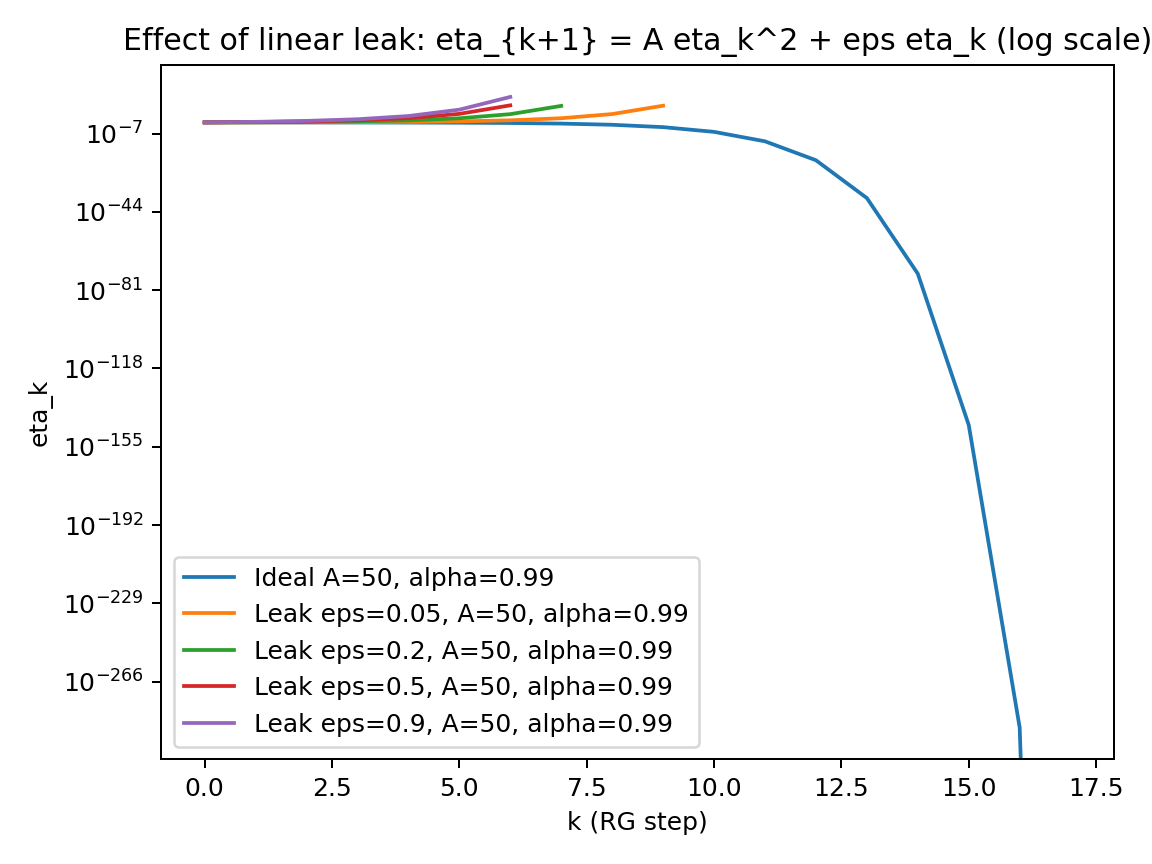 Effect of linear leak: eta_{k+1} = A eta_k^2 + eps eta_k (log scale)
10^{-7}
10^{-44}
10^{-81}
10^{-118}
10^{-155}
10^{-192}
10^{-229}
10^{-266}
eta_k
Ideal A=50, alpha=0.99
Leak eps=0.05, A=50, alpha=0.99
Leak eps=0.2, A=50, alpha=0.99
Leak eps=0.5, A=50, alpha=0.99
Leak eps=0.9, A=50, alpha=0.99
0.0 2.5 5.0 7.5 10.0 12.5 15.0 17.5
k (RG step)